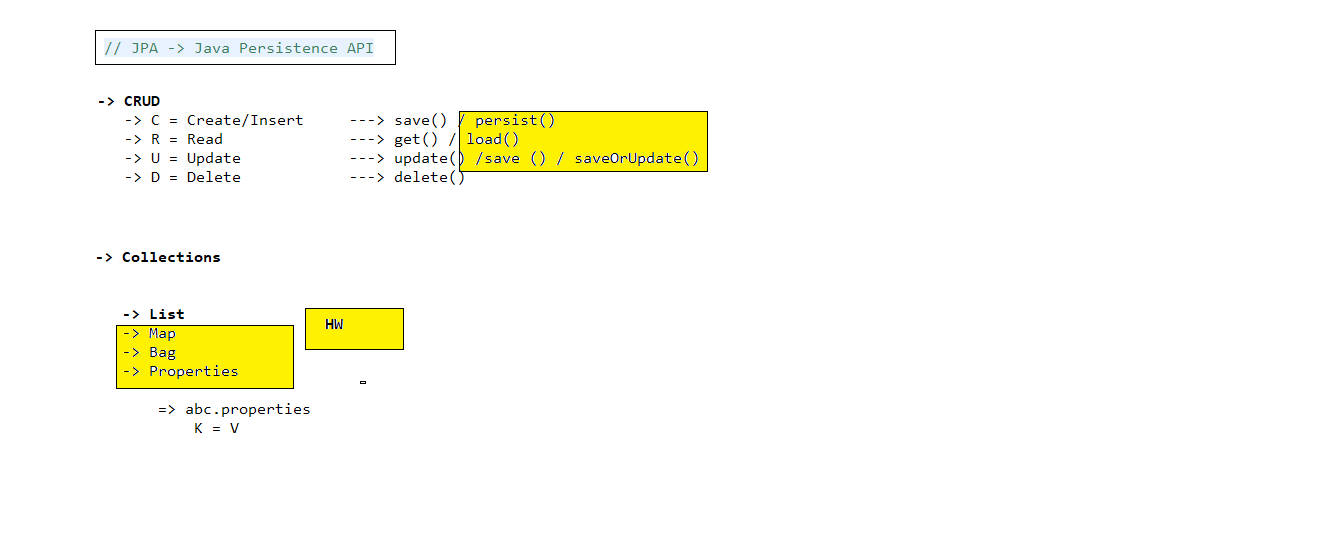 // JPA -> Java Persistence API
-> CRUD
-> C = Create/Insert ---> save() / persist()
-> R = Read ---> get() / load()
-> U = Update ---> update() /save () / saveOrUpdate()
-> D = Delete ---> delete()
-> Collections
-> List
HW
-> Map
-> Bag
-> Properties
=> abc.properties
K = V